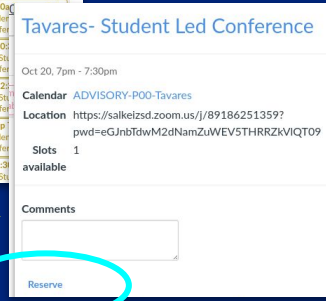 Tavares- Student Led Conference
Oct 20, 7pm - 7:30pm
Calendar ADVISORY-P00-Tavares
Location https://salkeizsd.zoom.us/j/89186251359?
pwd=eGJnbTdwM2dNamZuWEV5THRRZkVlQT09
Slots 1
available
Comments
Reserve